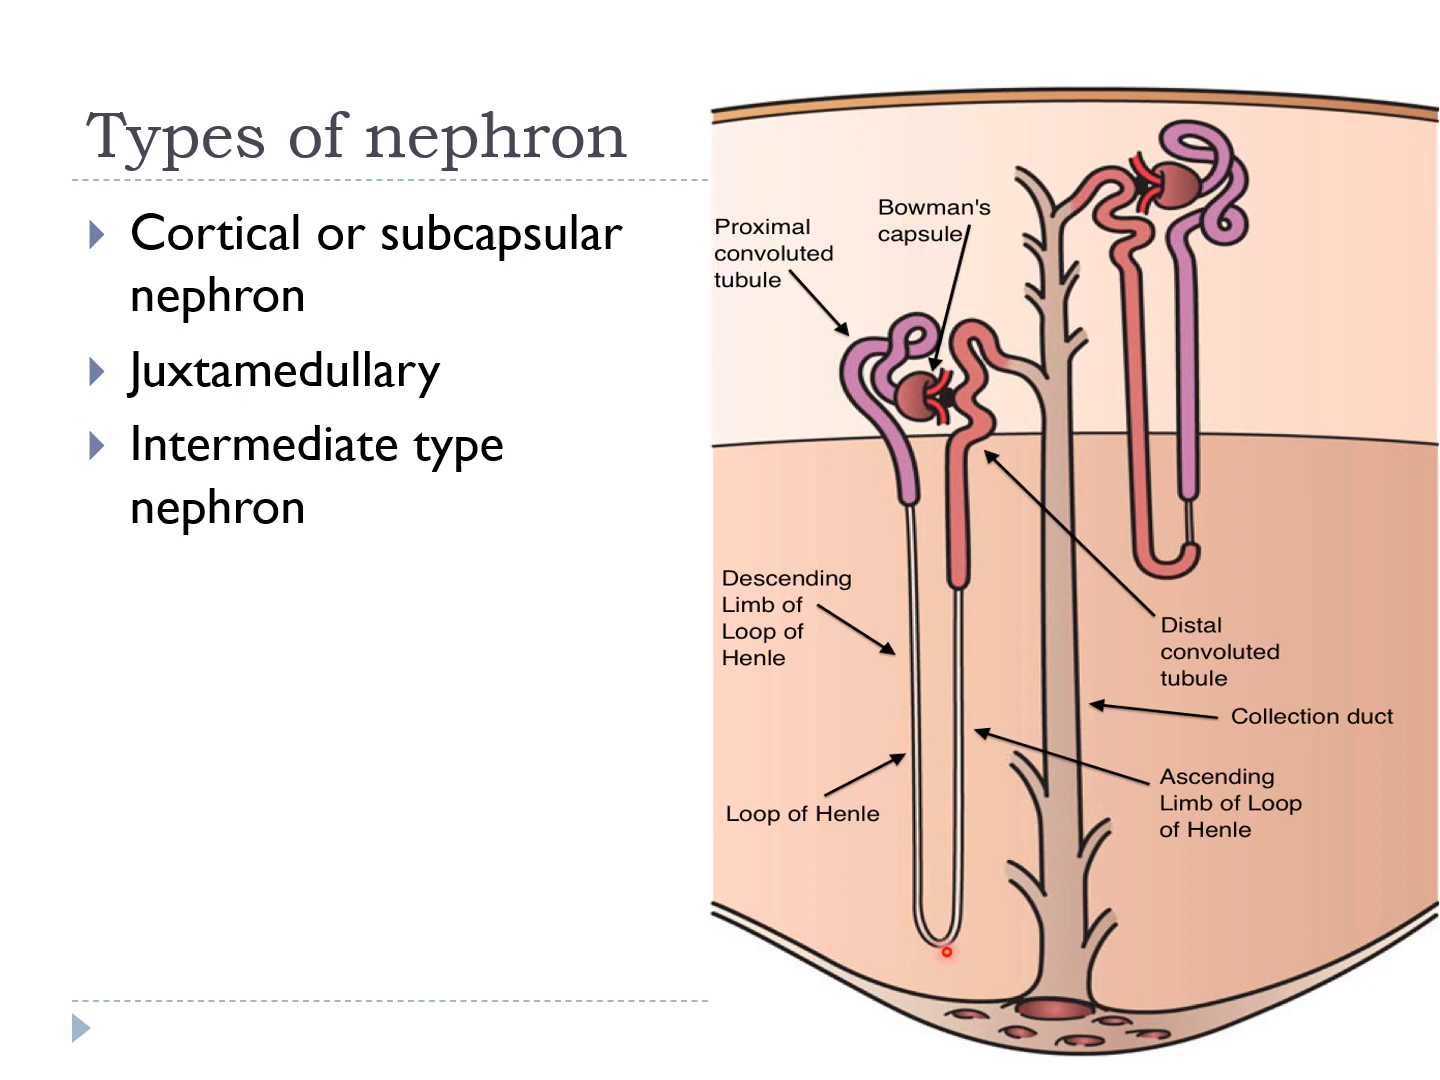 Types of nephron
Cortical or subcapsular
nephron
Juxtamedullary
Intermediate type
nephron
Proximal
convoluted
tubule
Bowman's
capsule
Descending
Limb of
Loop of
Henle
Loop of Henle
Distal
convoluted
tubule
Collection duct
Ascending
Limb of Loop
of Henle